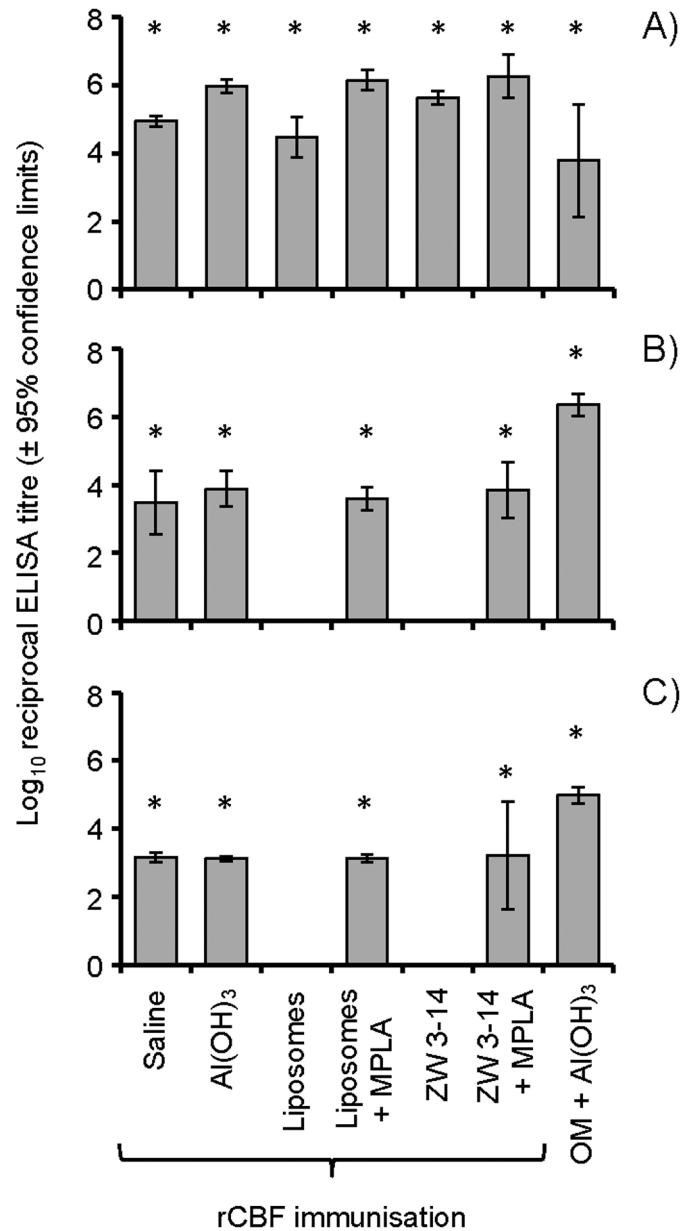 Log₁₀ reciprocal ELISA titre (± 95% confidence limits)
A)
8
6
4
2
0
* * * * * * *
B)
8
6
4
2
0
* * * * *
C)
8
6
4
2
0
* * * * *
Saline
Al(OH)₃
Liposomes
Liposomes
+ MPLA
ZW 3-14
ZW 3-14
+ MPLA
OM + Al(OH)₃
rCBF immunisation